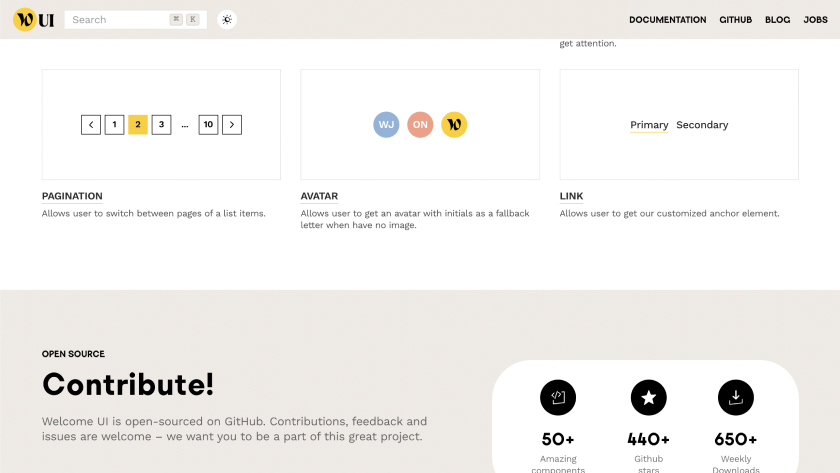 W UI
Search
⌘ K
DOCUMENTATION GITHUB BLOG JOBS
get attention.
1 2 3 ... 10
WJ ON W
Primary Secondary
PAGINATION
Allows user to switch between pages of a list items.
AVATAR
Allows user to get an avatar with initials as a fallback
letter when have no image.
LINK
Allows user to get our customized anchor element.
OPEN SOURCE
Contribute!
Welcome UI is open-sourced on GitHub. Contributions, feedback and
issues are welcome – we want you to be a part of this great project.
50+
Amazing
components
440+
Github
stars
650+
Weekly
Downloads